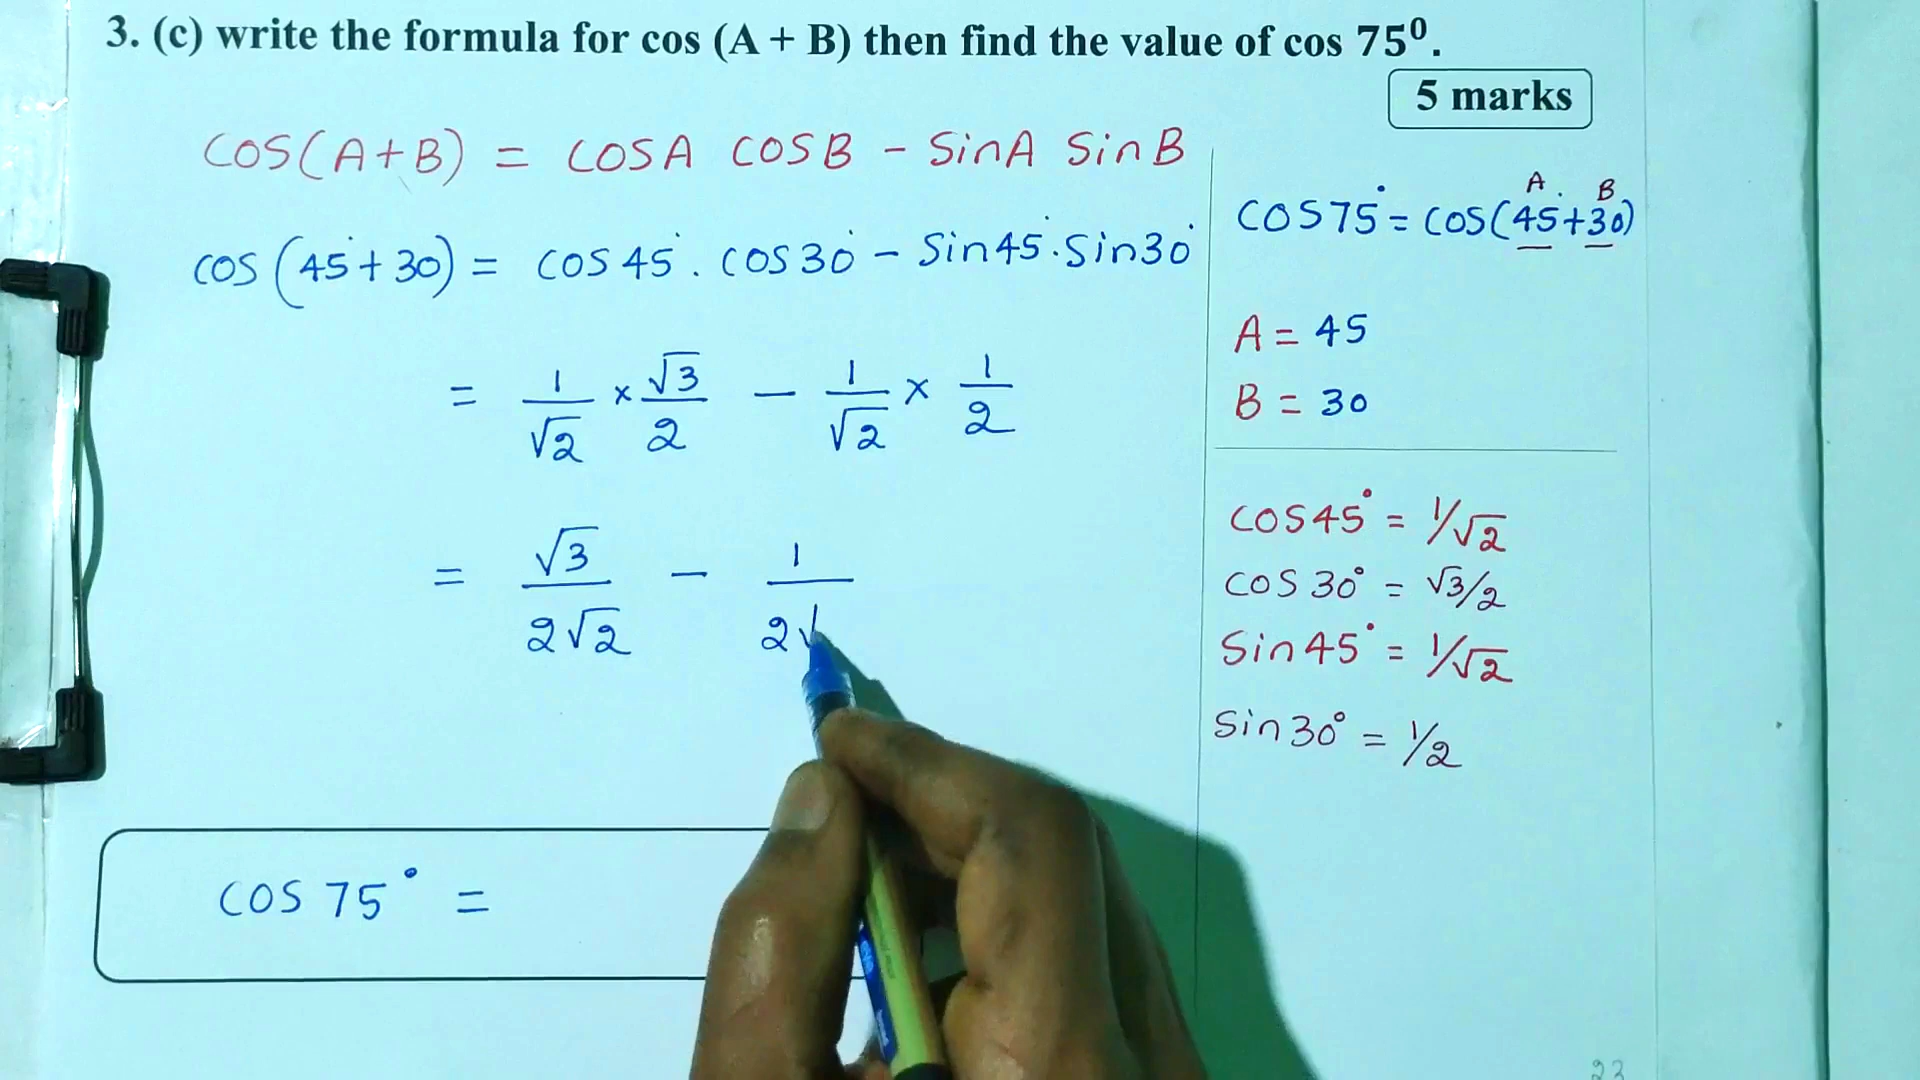 3. (c) write the formula for cos (A + B) then find the value of cos 75⁰.
5 marks
COS(A+B) = COSA COSB - SinA SinB
cos (45°+30°) = cos45°. cos30° - Sin45°.Sin30°
= 1/√2 × √3/2 - 1/√2 × 1/2
= √3/2√2 - 1/2√
COS 75° =
A B
COS75° = cos(45°+30)
A = 45
B = 30
COS45° = 1/√2
COS 30° = √3/2
Sin45° = 1/√2
Sin30° = 1/2
23